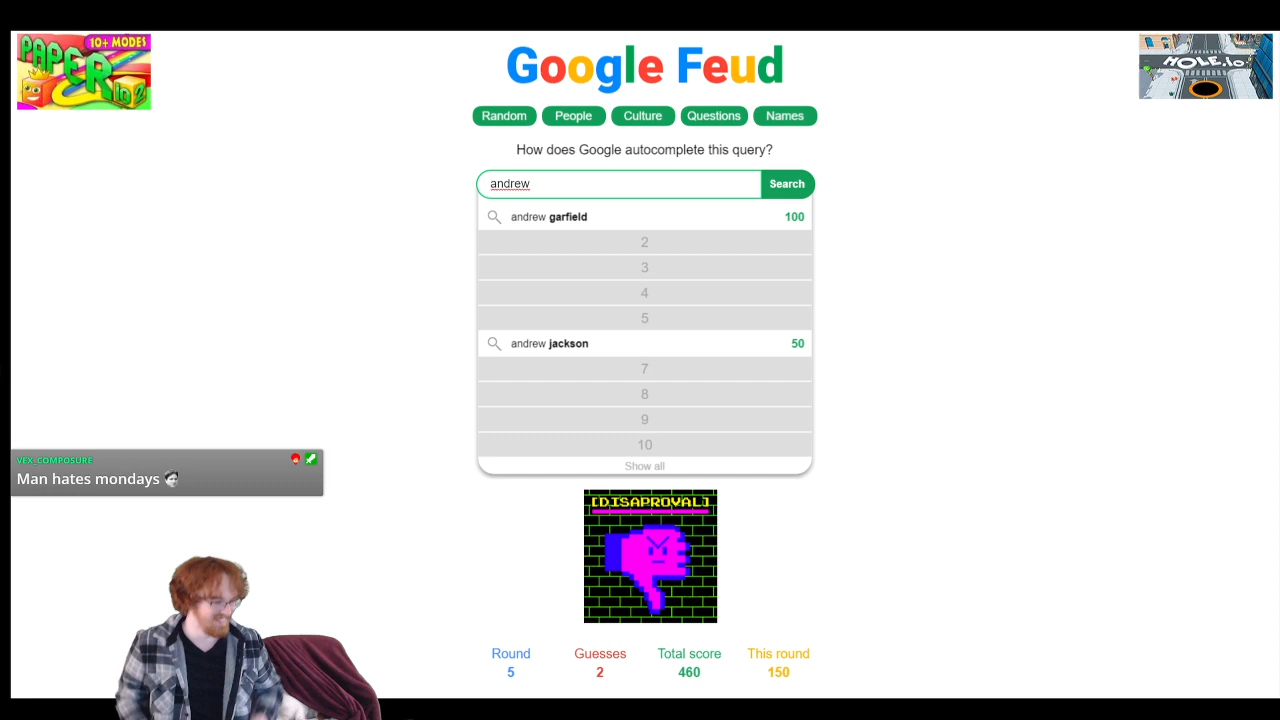 PAPER io 2
10+ MODES
HOLE.io
Google Feud
Random
People
Culture
Questions
Names
How does Google autocomplete this query?
andrew
Search
andrew garfield 100
2
3
4
5
andrew jackson 50
7
8
9
10
Show all
VEX_COMPOSURE
Man hates mondays
[DISAPROVAL]
Round Guesses Total score This round
5 2 460 150